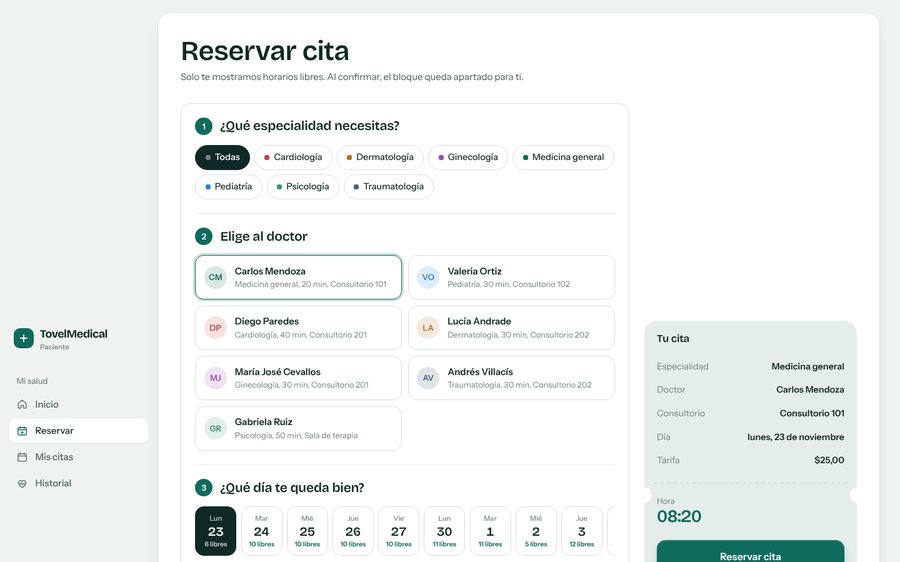 Reservar cita
Solo te mostramos horarios libres. Al confirmar, el bloque queda apartado para ti.
1 ¿Qué especialidad necesitas?
Todas Cardiología Dermatología Ginecología Medicina general
Pediatría Psicología Traumatología
2 Elige al doctor
CM Carlos Mendoza
Medicina general, 20 min, Consultorio 101
VO Valeria Ortiz
Pediatría, 30 min, Consultorio 102
DP Diego Paredes
Cardiología, 40 min, Consultorio 201
LA Lucía Andrade
Dermatología, 30 min, Consultorio 202
MJ María José Cevallos
Ginecología, 30 min, Consultorio 201
AV Andrés Villacís
Traumatología, 30 min, Consultorio 202
GR Gabriela Ruiz
Psicología, 50 min, Sala de terapia
3 ¿Qué día te queda bien?
Lun Mar Mié Jue Vie Lun Mar Mié Jue
23 24 25 26 27 30 1 2 3
6 libres 10 libres 10 libres 10 libres 10 libres 11 libres 11 libres 5 libres 12 libres
TovelMedical
Paciente
Mi salud
Inicio
Reservar
Mis citas
Historial
Tu cita
Especialidad Medicina general
Doctor Carlos Mendoza
Consultorio Consultorio 101
Día lunes, 23 de noviembre
Tarifa $25,00
Hora
08:20
Reservar cita